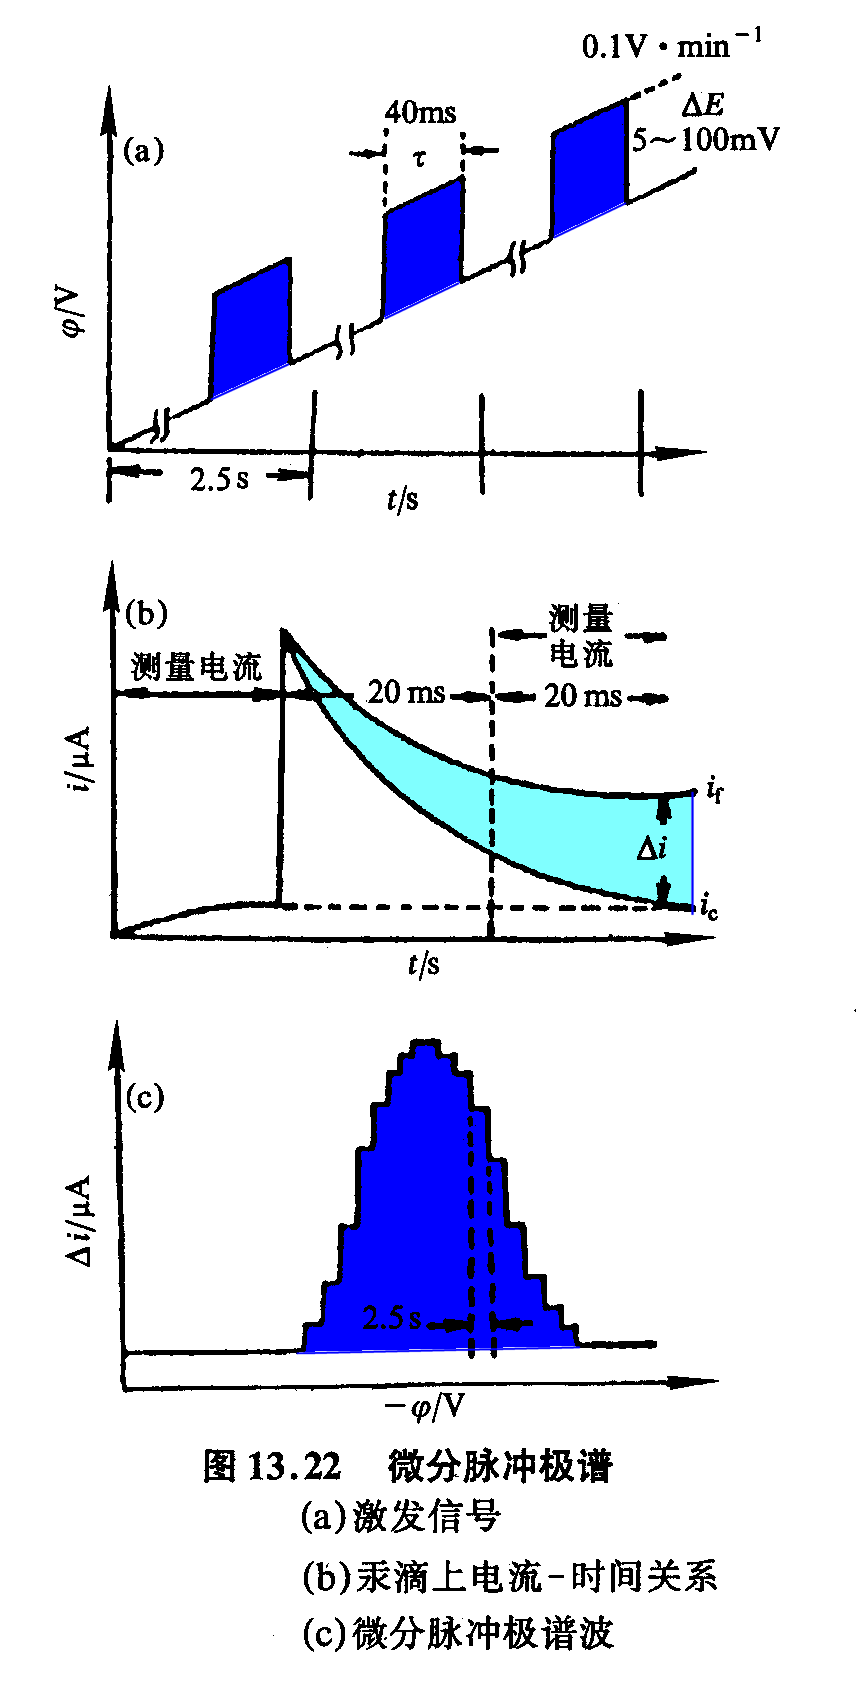 0.1V·min⁻¹
(a)
40ms
τ
ΔE
5~100mV
φ/V
2.5 s
t/s
(b)
测量电流
测量
电流
20 ms
20 ms
i/μA
i_f
Δi
i_c
t/s
(c)
Δi/μA
2.5 s
-φ/V
图 13.22 微分脉冲极谱
(a)激发信号
(b)汞滴上电流-时间关系
(c)微分脉冲极谱波